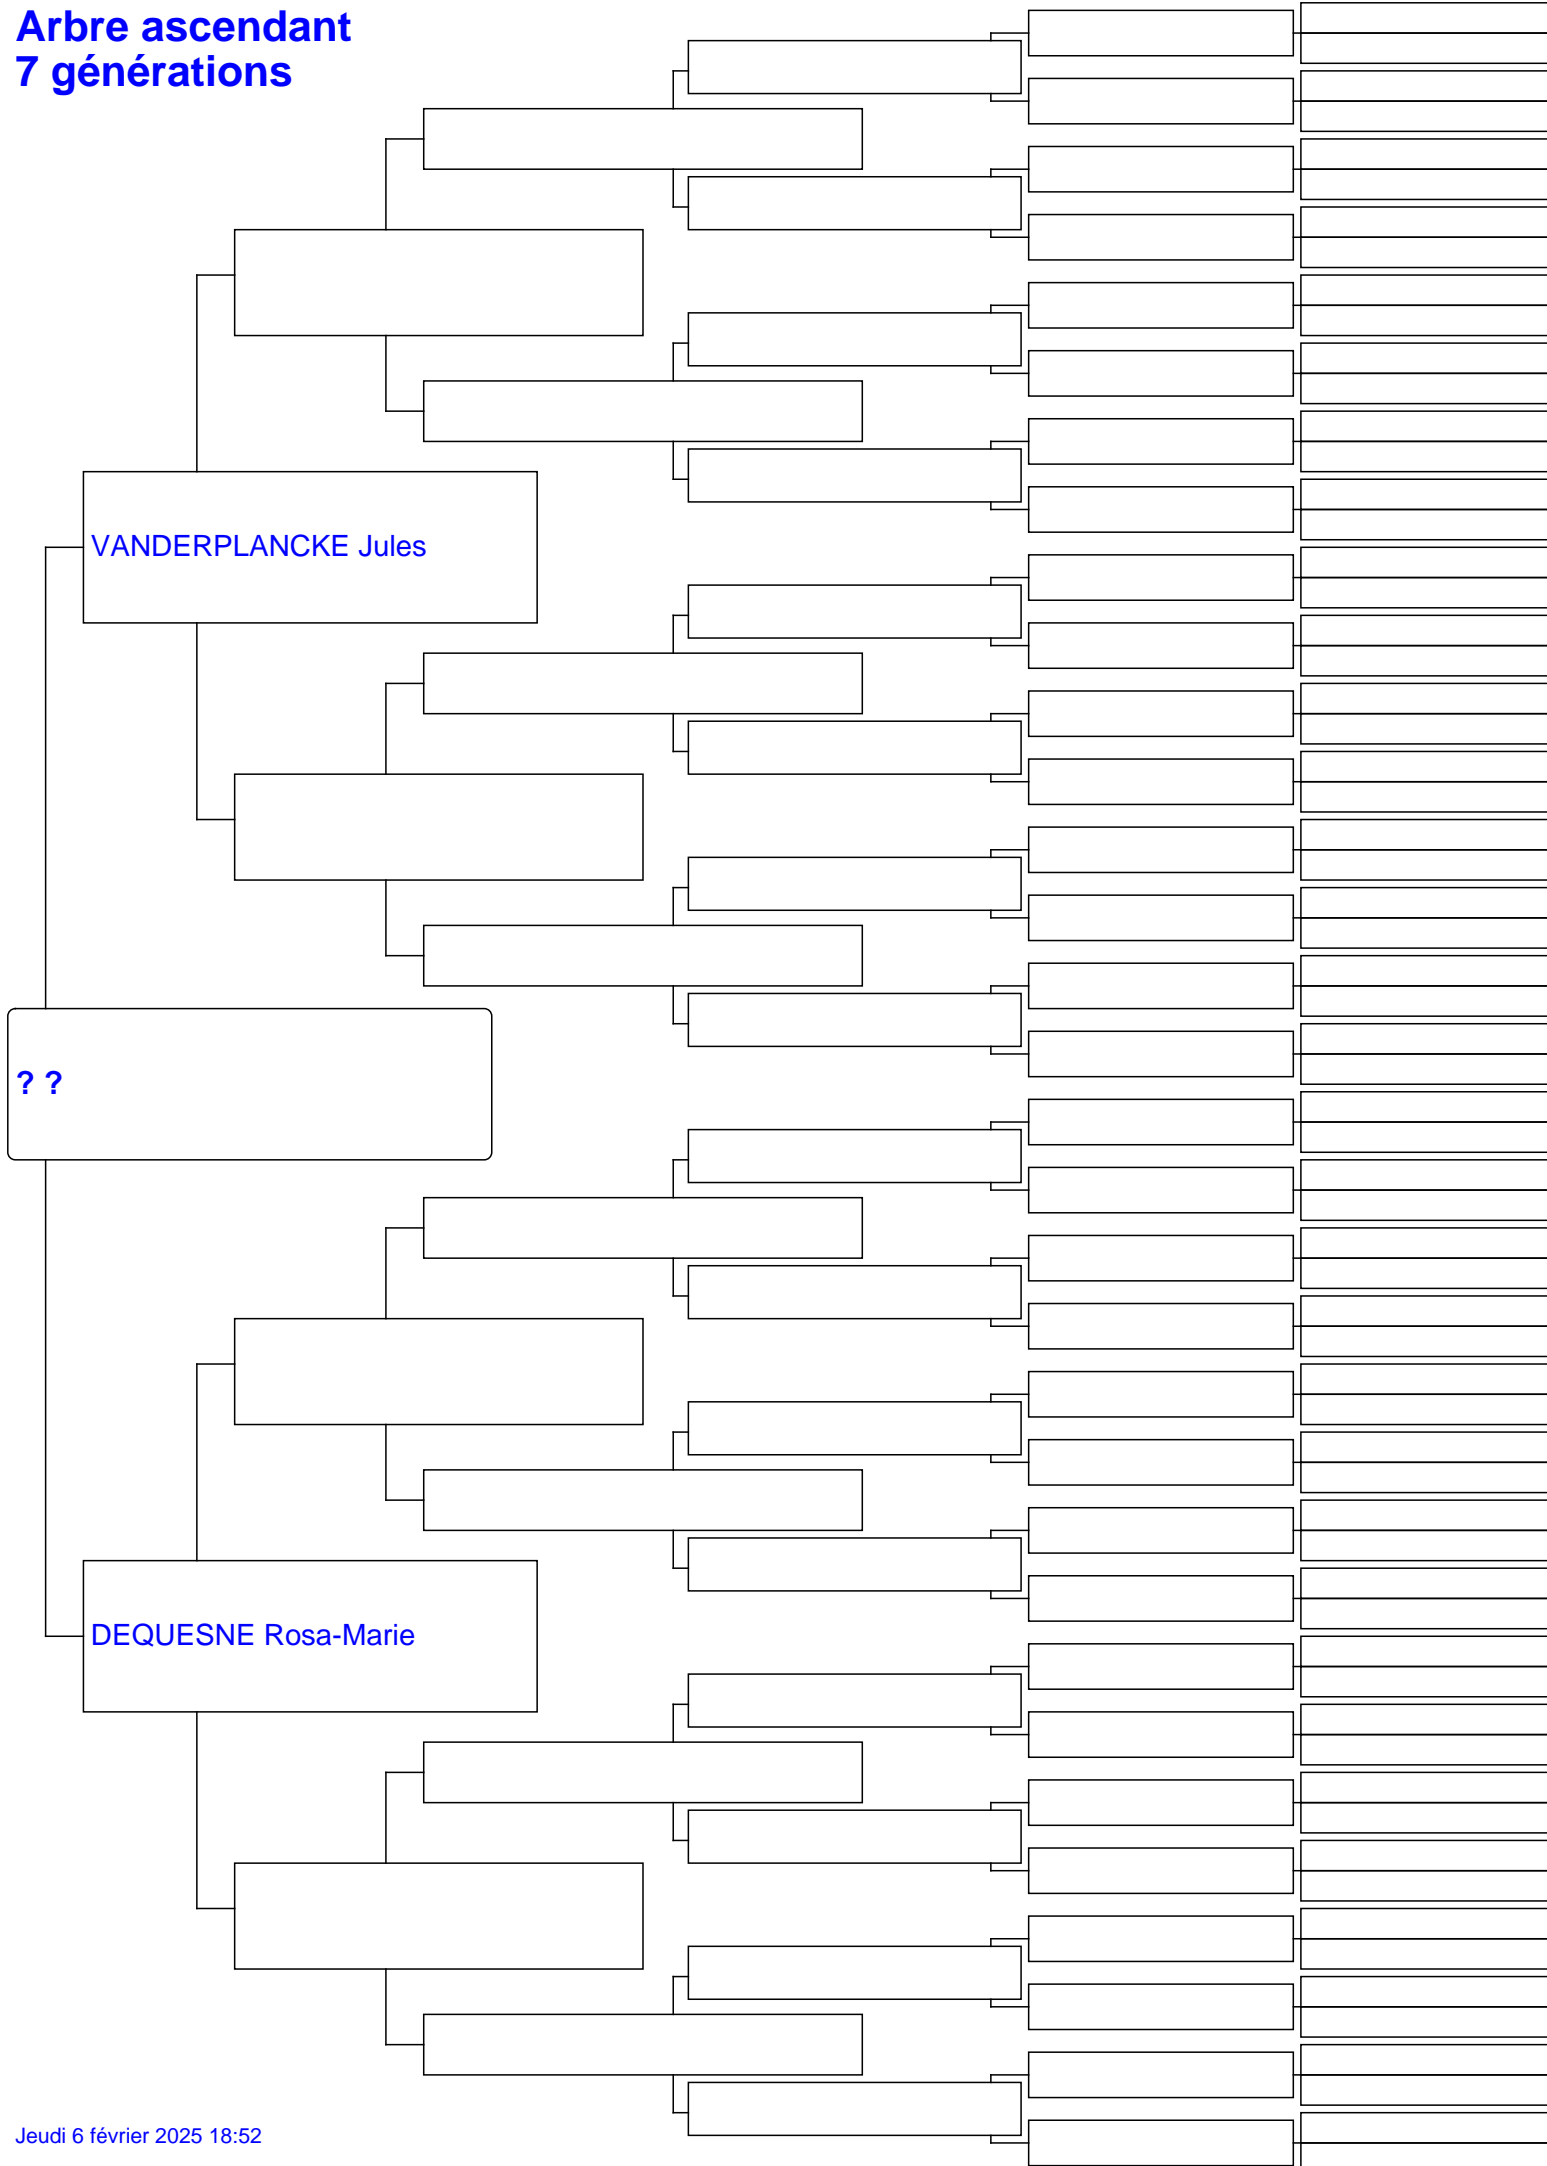 Arbre ascendant
7 générations
VANDERPLANCKE Jules
? ?
DEQUESNE Rosa-Marie
Jeudi 6 février 2025 18:52